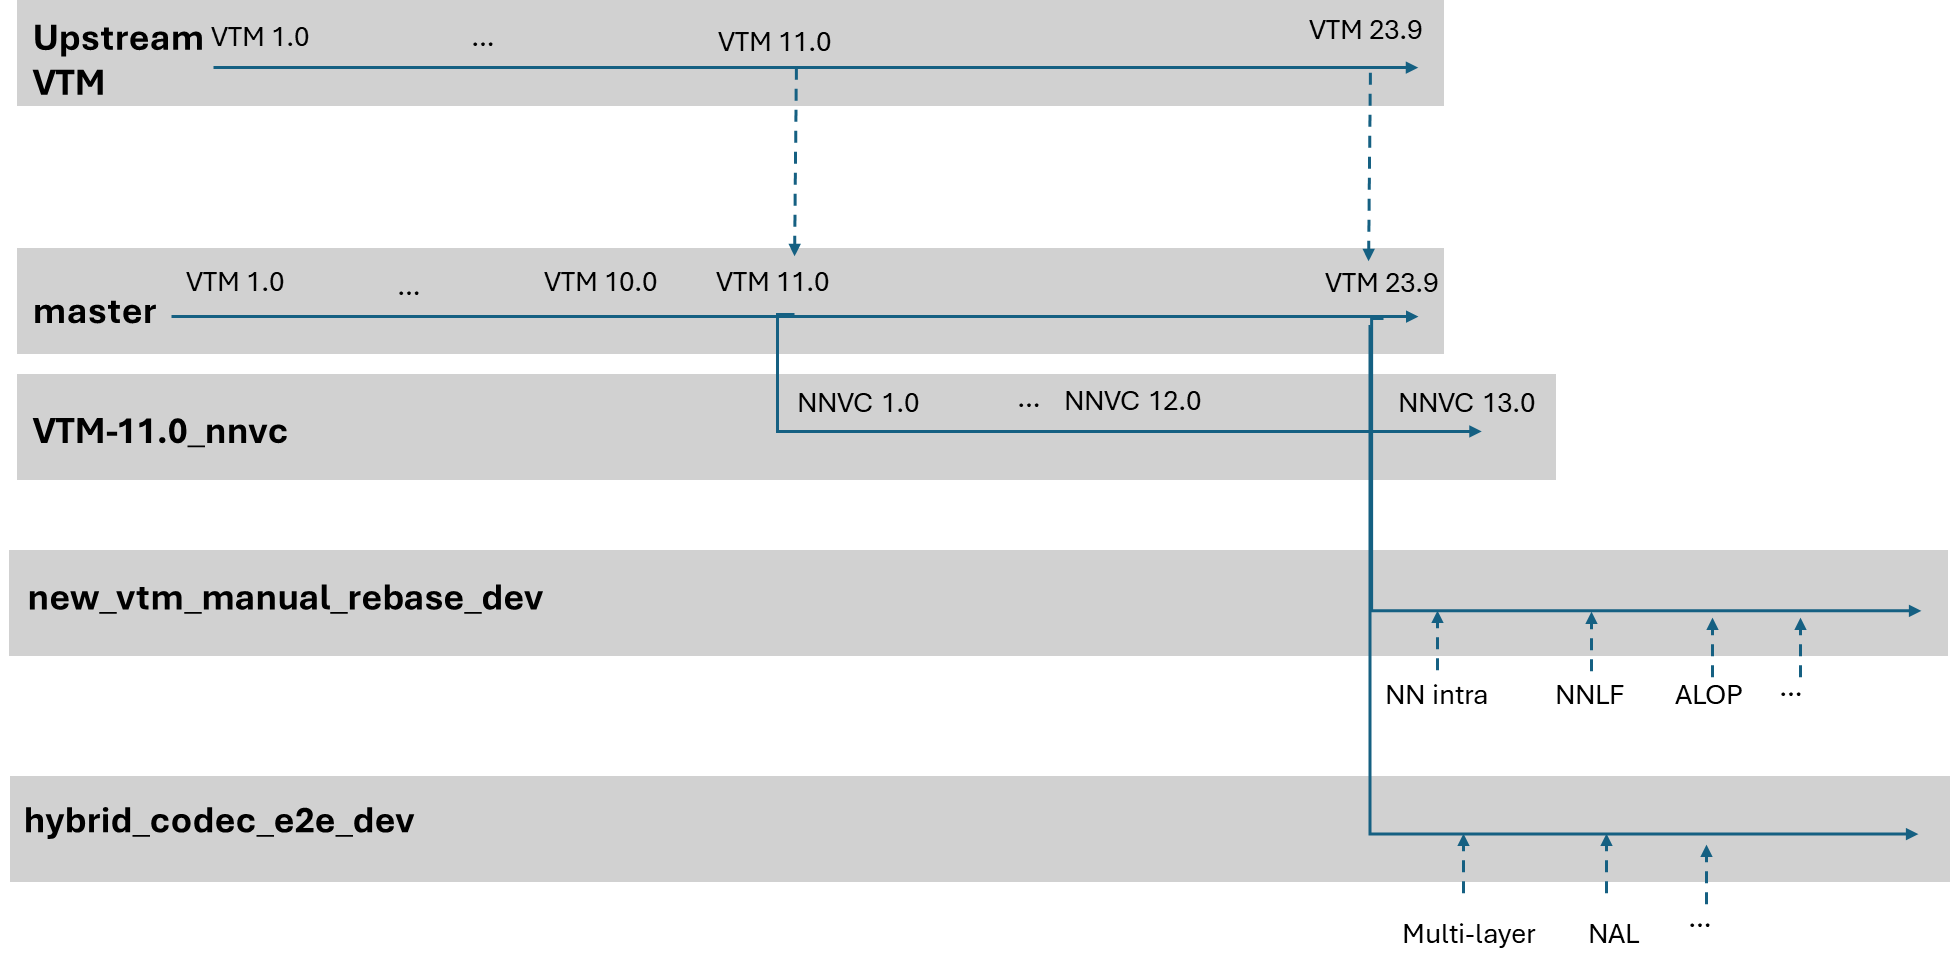 Upstream VTM 1.0 ... VTM 11.0 VTM 23.9
VTM
VTM 1.0 ... VTM 10.0 VTM 11.0 VTM 23.9
master
NNVC 1.0 ... NNVC 12.0 NNVC 13.0
VTM-11.0_nnvc
new_vtm_manual_rebase_dev
NN intra NNLF ALOP ...
hybrid_codec_e2e_dev
Multi-layer NAL ...